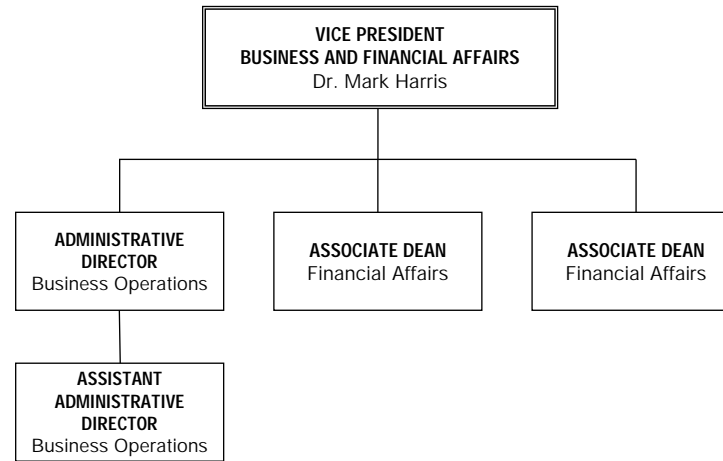 VICE PRESIDENT
BUSINESS AND FINANCIAL AFFAIRS
Dr. Mark Harris
ADMINISTRATIVE
DIRECTOR
Business Operations
ASSOCIATE DEAN
Financial Affairs
ASSOCIATE DEAN
Financial Affairs
ASSISTANT
ADMINISTRATIVE
DIRECTOR
Business Operations